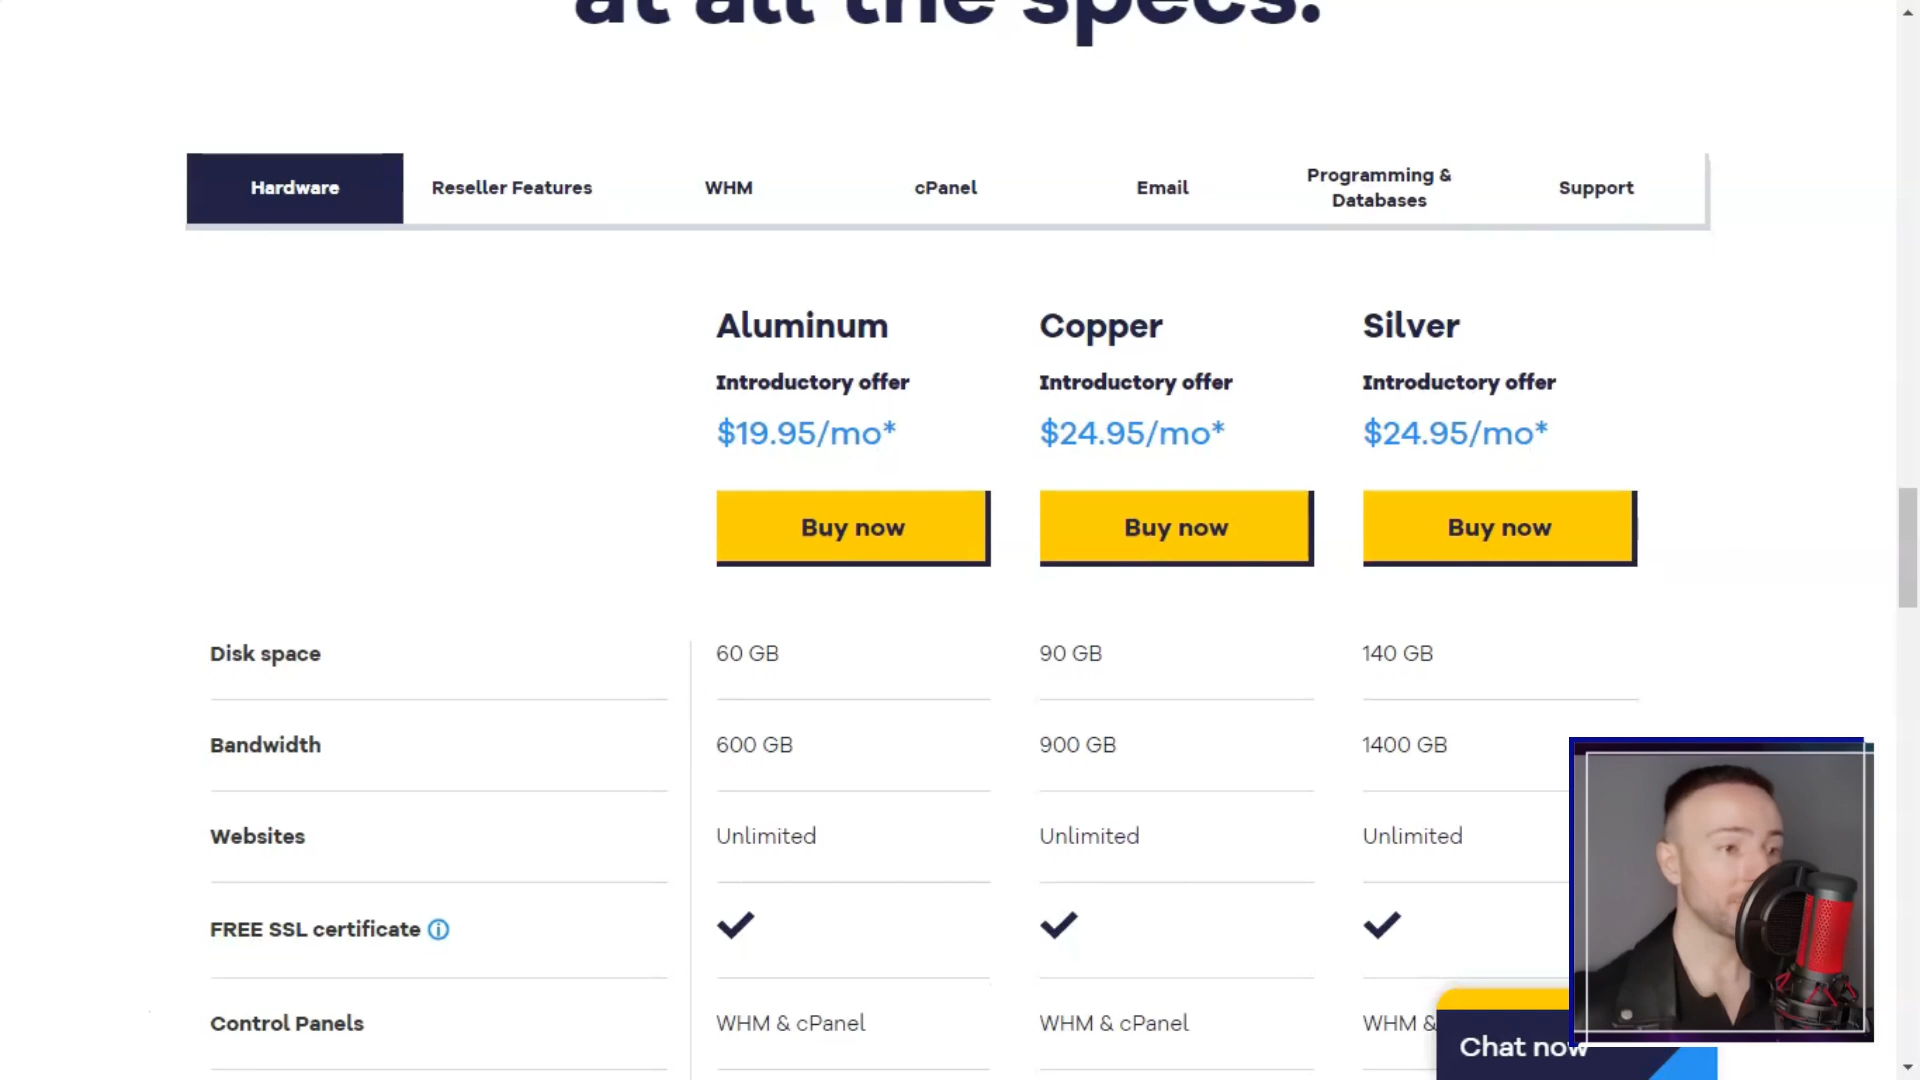 at all the specs.
Hardware
Reseller Features
WHM
cPanel
Email
Programming &
Databases
Support
Aluminum
Copper
Silver
Introductory offer
Introductory offer
Introductory offer
$19.95/mo*
$24.95/mo*
$24.95/mo*
Buy now
Buy now
Buy now
Disk space
60 GB
90 GB
140 GB
Bandwidth
600 GB
900 GB
1400 GB
Websites
Unlimited
Unlimited
Unlimited
FREE SSL certificate
Control Panels
WHM & cPanel
WHM & cPanel
WHM &
Chat now